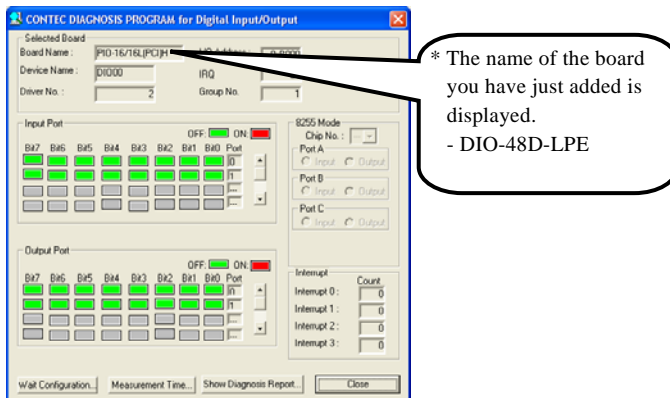 CONTEC DIAGNOSIS PROGRAM for Digital Input/Output
Selected Board
Board Name : PIO-16/16L(PCI)H
Device Name : DIO00 IRQ
Driver No. : 2 Group No. 1
* The name of the board
you have just added is
displayed.
- DIO-48D-LPE
Input Port
OFF: ON:
Bit7 Bit6 Bit5 Bit4 Bit3 Bit2 Bit1 Bit0 Port
0
1
8255 Mode
Chip No. :
Port A
Input Output
Port B
Input Output
Port C
Input Output
Output Port
OFF: ON:
Bit7 Bit6 Bit5 Bit4 Bit3 Bit2 Bit1 Bit0 Port
0
1
Interrupt
Count
Interrupt 0 : 0
Interrupt 1 : 0
Interrupt 2 : 0
Interrupt 3 : 0
Wait Configuration... Measurement Time... Show Diagnosis Report... Close